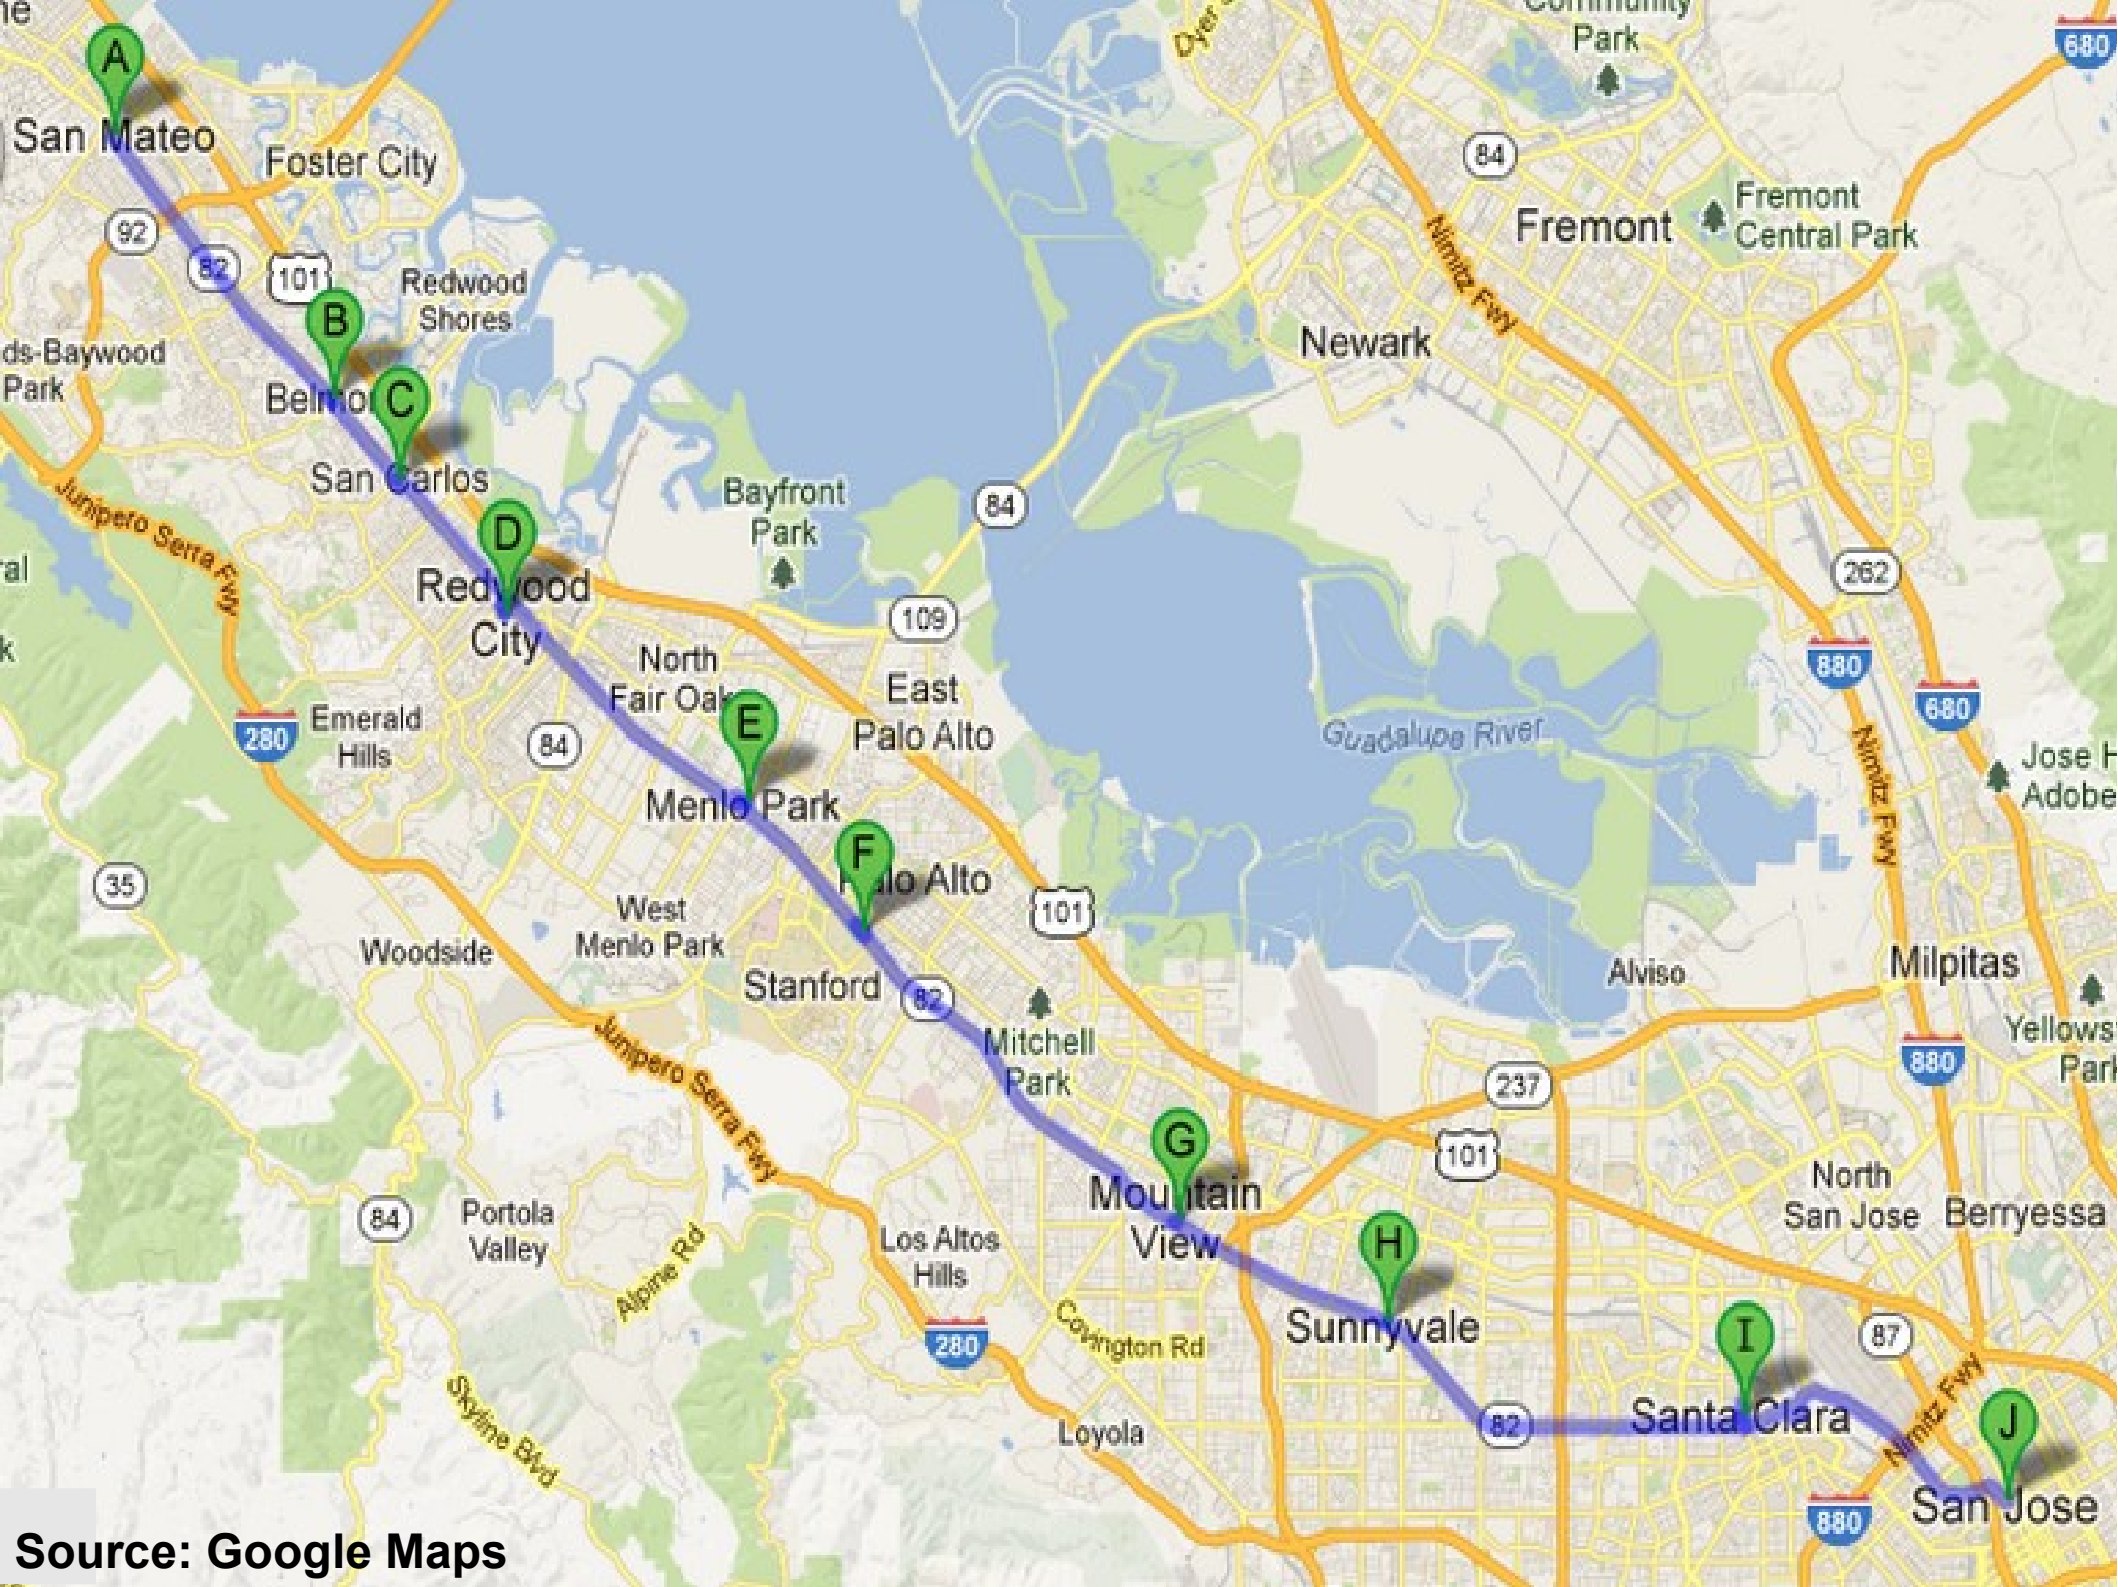 Dyer
Community
Park
680
A
San Mateo
Foster City
84
Fremont
Fremont
Central Park
92
82
101
Redwood
Shores
B
Nimitz Fwy
Newark
ds-Baywood
Park
C
San Carlos
Junipero Serra Fwy
Bayfront
Park
84
D
Redwood
City
262
109
North
East
Palo Alto
880
680
E
Emerald
Hills
280
84
Guadalupe River
Nimitz Fwy
Menlo Park
F
Palo Alto
35
101
West
Menlo Park
Woodside
Stanford
82
Alviso
Milpitas
Mitchell
Park
Junipero Serra Fwy
880
237
G
101
Mountain
View
North
San Jose
Berryessa
84
Portola
Valley
Alpine Rd
Los Altos
Hills
H
Sunnyvale
280
Covington Rd
I
87
Nimitz Fwy
Skyline Blvd
Loyola
82
Santa Clara
J
880
San Jose
Source: Google Maps